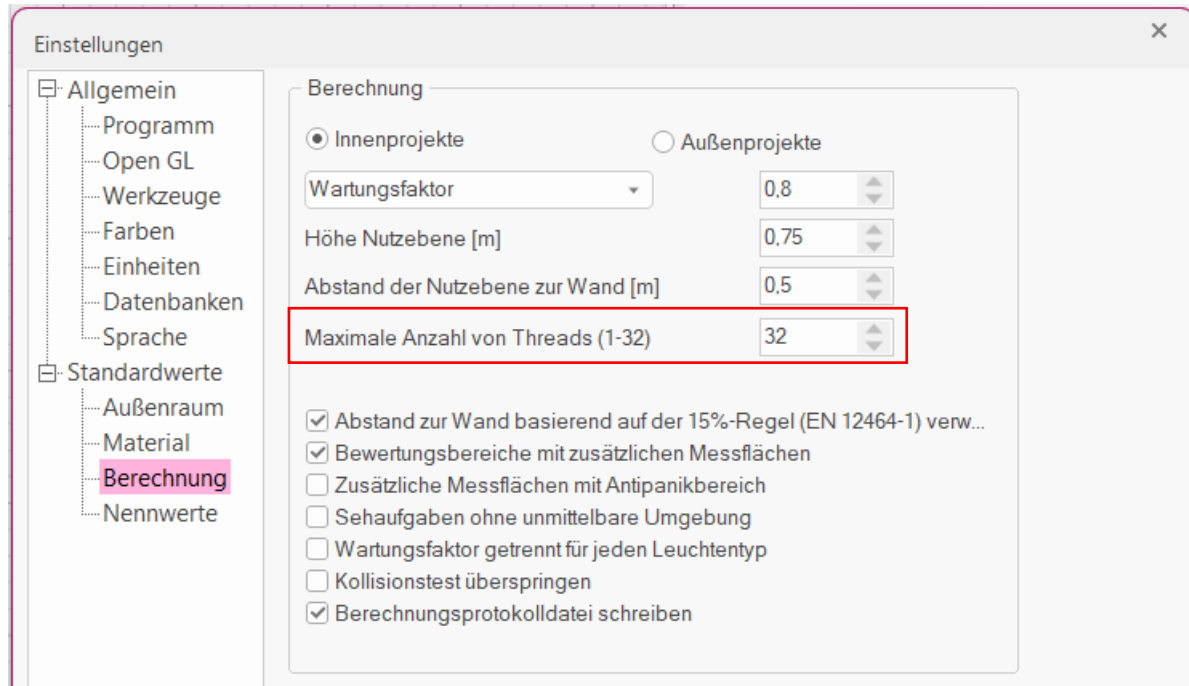 Einstellungen
Allgemein
Programm
Open GL
Werkzeuge
Farben
Einheiten
Datenbanken
Sprache
Standardwerte
Außenraum
Material
Berechnung
Nennwerte
Berechnung
Innenprojekte
Außenprojekte
Wartungsfaktor 0,8
Höhe Nutzebene [m] 0,75
Abstand der Nutzebene zur Wand [m] 0,5
Maximale Anzahl von Threads (1-32) 32
Abstand zur Wand basierend auf der 15%-Regel (EN 12464-1) verw...
Bewertungsbereiche mit zusätzlichen Messflächen
Zusätzliche Messflächen mit Antipanikbereich
Sehaufgaben ohne unmittelbare Umgebung
Wartungsfaktor getrennt für jeden Leuchtentyp
Kollisionstest überspringen
Berechnungsprotokolldatei schreiben